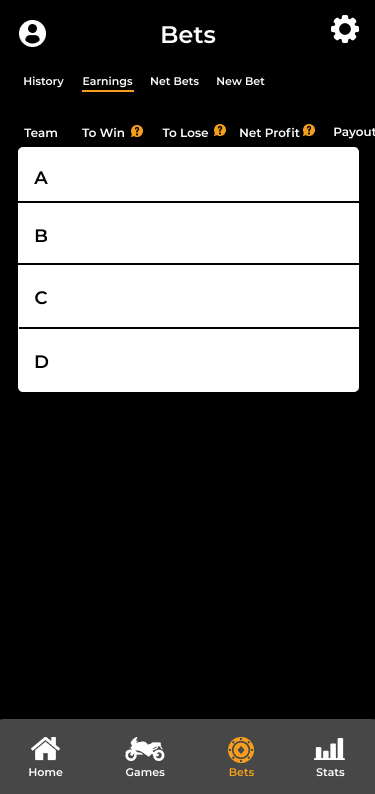 Bets
History Earnings Net Bets New Bet
Team To Win ? To Lose ? Net Profit ? Payout
A
B
C
D
Home Games Bets Stats